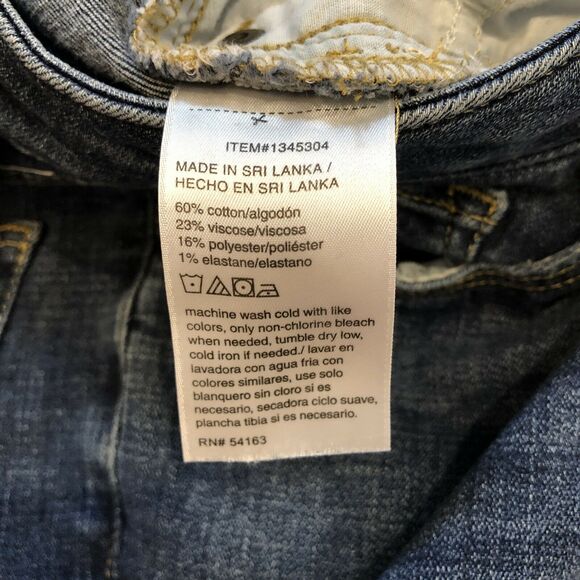 ITEM#1345304
MADE IN SRI LANKA /
HECHO EN SRI LANKA
60% cotton/algodón
23% viscose/viscosa
16% polyester/poliéster
1% elastane/elastano
machine wash cold with like
colors, only non-chlorine bleach
when needed, tumble dry low,
cold iron if needed./ lavar en
lavadora con agua fria con
colores similares, use solo
blanquero sin cloro si es
necesario, secadora ciclo suave,
plancha tibia si es necesario.
RN# 54163